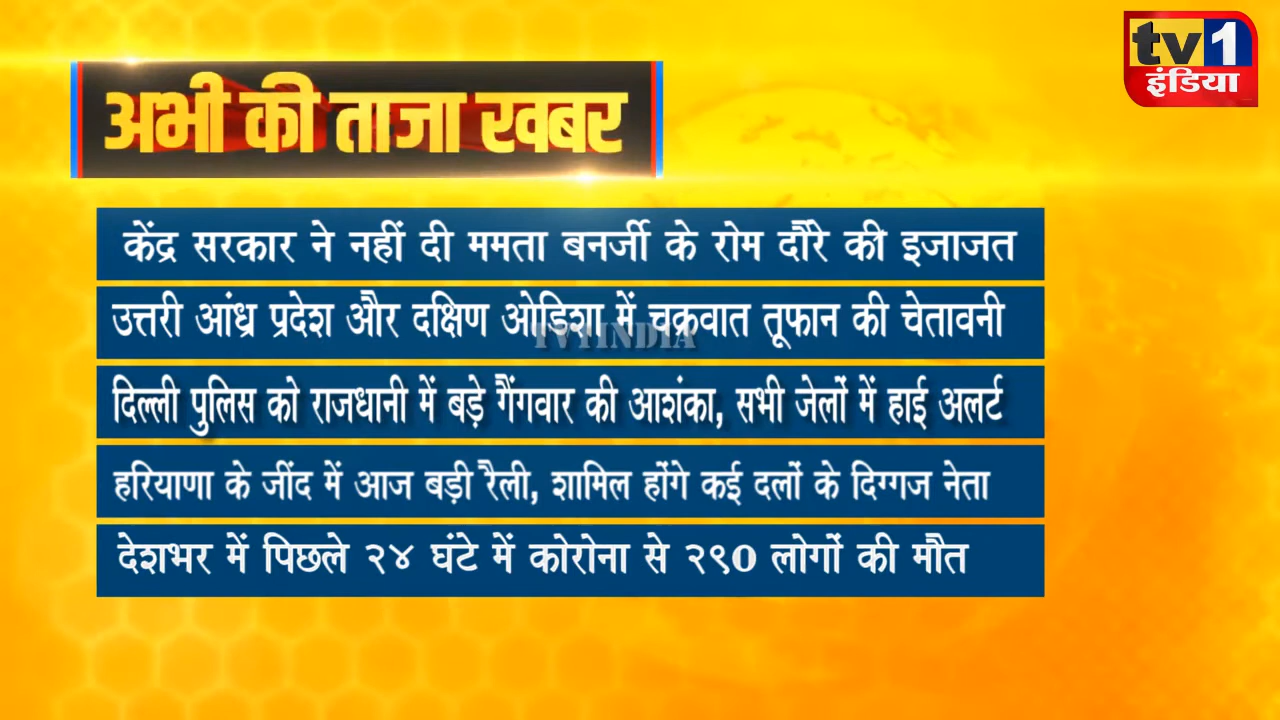 tv1
इंडिया
अभी की ताजा खबर
केंद्र सरकार ने नहीं दी ममता बनर्जी के रोम दौरे की इजाजत
उत्तरी आंध्र प्रदेश और दक्षिण ओडिशा में चक्रवात तूफान की चेतावनी
TV1INDIA
दिल्ली पुलिस को राजधानी में बड़े गैंगवार की आशंका, सभी जेलों में हाई अलर्ट
हरियाणा के जींद में आज बड़ी रैली, शामिल होंगे कई दलों के दिग्गज नेता
देशभर में पिछले २४ घंटे में कोरोना से २९0 लोगों की मौत